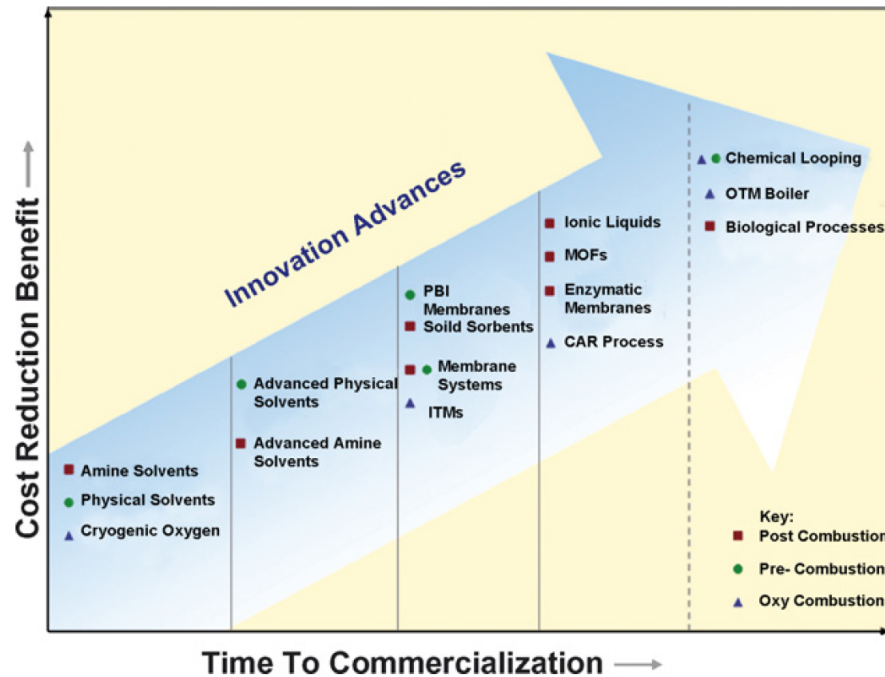 Cost Reduction Benefit
Innovation Advances
Amine Solvents
Physical Solvents
Cryogenic Oxygen
Advanced Physical
Solvents
Advanced Amine
Solvents
PBI
Membranes
Soild Sorbents
Membrane
Systems
ITMs
Ionic Liquids
MOFs
Enzymatic
Membranes
CAR Process
Chemical Looping
OTM Boiler
Biological Processes
Key:
Post Combustion
Pre- Combustion
Oxy Combustion
Time To Commercialization